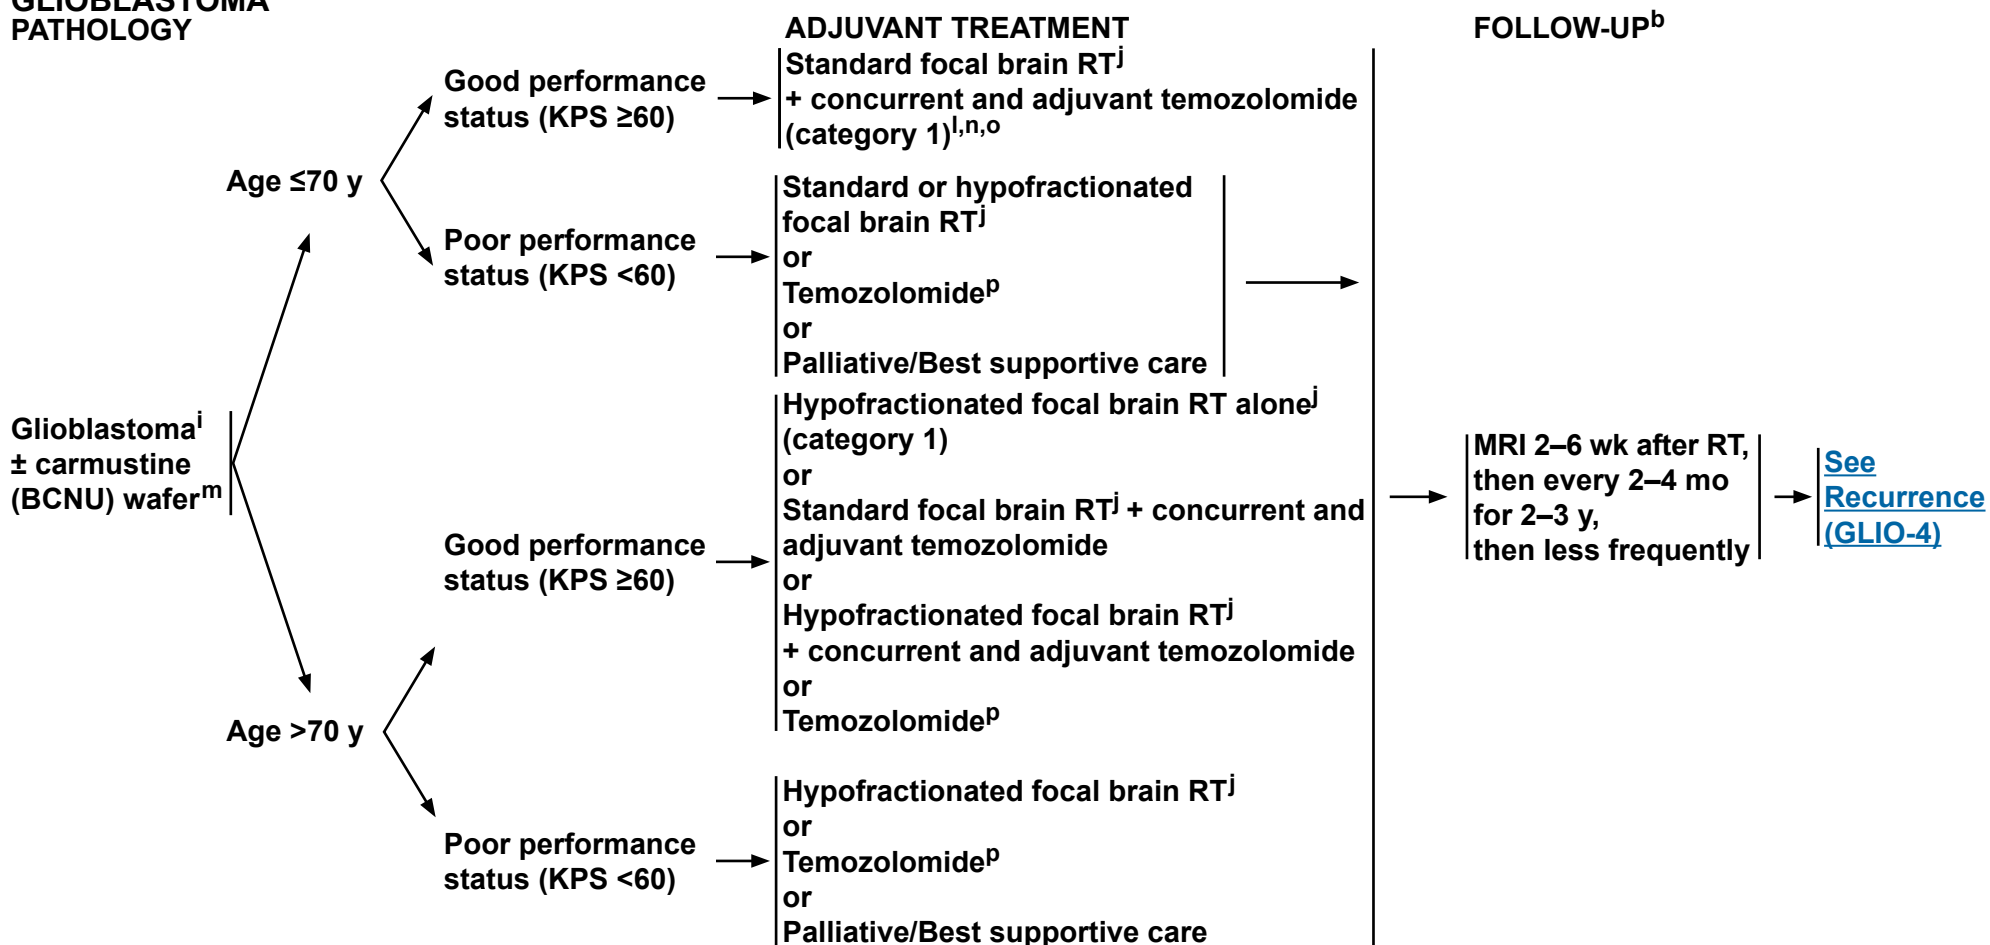 GLIOBLASTOMA
PATHOLOGY
ADJUVANT TREATMENT
FOLLOW-UPb
Glioblastomai
± carmustine
(BCNU) waferm
Age ≤70 y
Good performance
status (KPS ≥60)
Standard focal brain RTj
+ concurrent and adjuvant temozolomide
(category 1)l,n,o
Poor performance
status (KPS <60)
Standard or hypofractionated
focal brain RTj
or
Temozolomidep
or
Palliative/Best supportive care
Age >70 y
Good performance
status (KPS ≥60)
Hypofractionated focal brain RT alonej
(category 1)
or
Standard focal brain RTj + concurrent and
adjuvant temozolomide
or
Hypofractionated focal brain RTj
+ concurrent and adjuvant temozolomide
or
Temozolomidep
Poor performance
status (KPS <60)
Hypofractionated focal brain RTj
or
Temozolomidep
or
Palliative/Best supportive care
MRI 2–6 wk after RT,
then every 2–4 mo
for 2–3 y,
then less frequently
See
Recurrence
(GLIO-4)